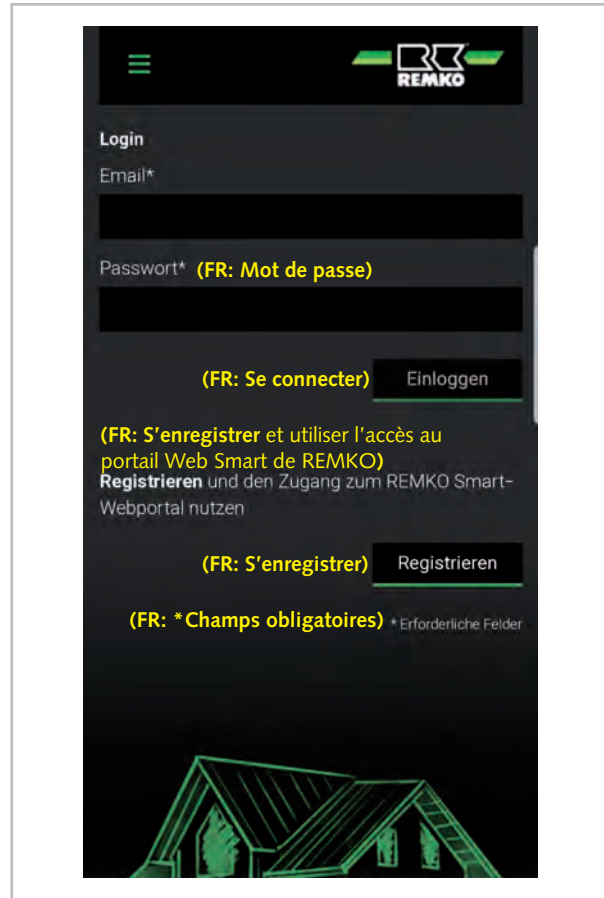 REMKO
Login
Email*
Passwort* (FR: Mot de passe)
(FR: Se connecter) Einloggen
(FR: S'enregistrer et utiliser l'accès au
portail Web Smart de REMKO)
Registrieren und den Zugang zum REMKO Smart-
Webportal nutzen
(FR: S'enregistrer) Registrieren
(FR: *Champs obligatoires) * Erforderliche Felder